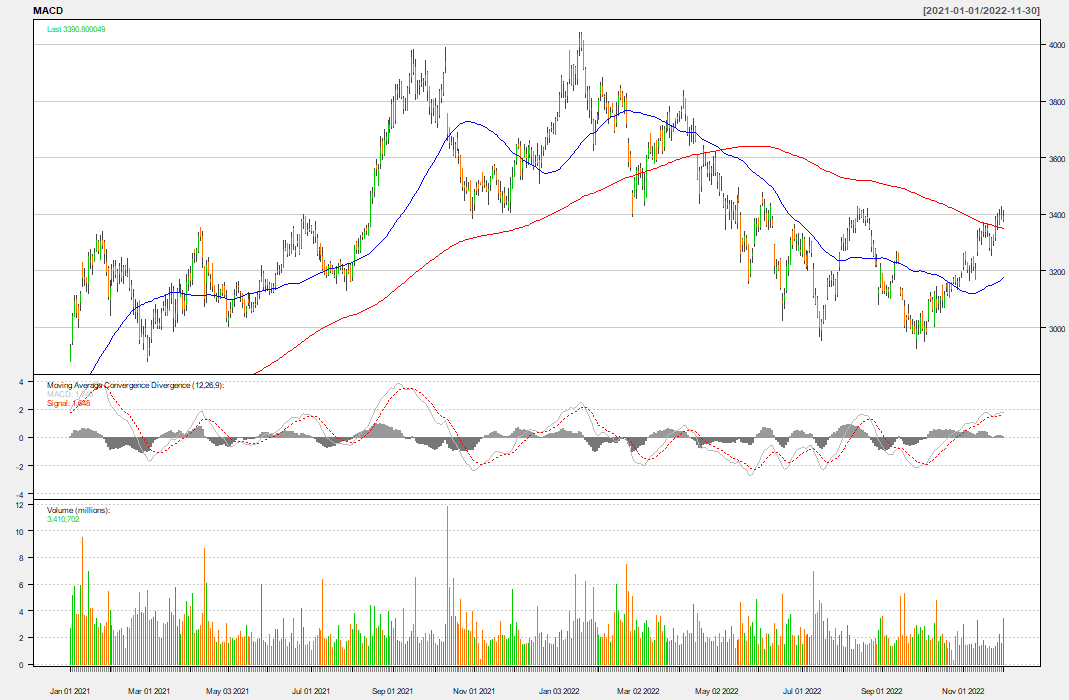 MACD [2021-01-01/2022-11-30]
Last 3390.800049
4000
3800
3600
3400
3200
3000
Moving Average Convergence Divergence (12,26,9):
MACD:
Signal: 1.648
4
2
0
-2
-4
Volume (millions):
3,410,702
12
10
8
6
4
2
0
Jan 01 2021 Mar 01 2021 May 03 2021 Jul 01 2021 Sep 01 2021 Nov 01 2021 Jan 03 2022 Mar 02 2022 May 02 2022 Jul 01 2022 Sep 01 2022 Nov 01 2022